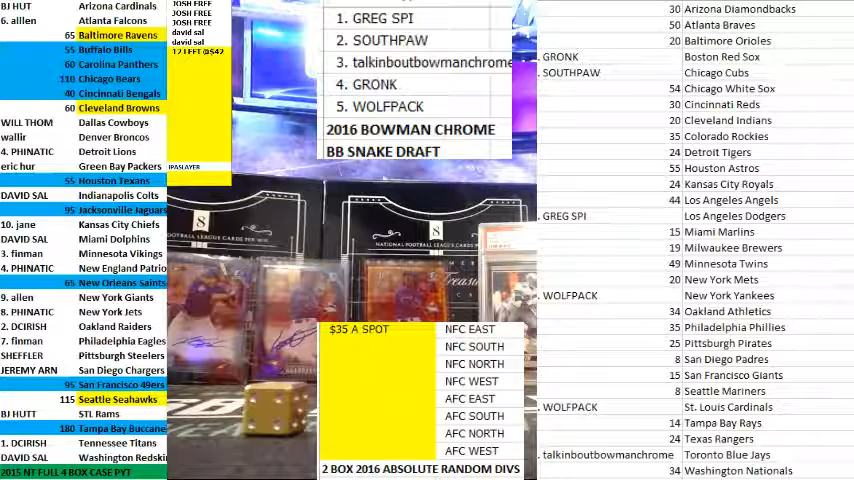 BJ HUT Arizona Cardinals
6. alllen Atlanta Falcons
65 Baltimore Ravens
55 Buffalo Bills
60 Carolina Panthers
110 Chicago Bears
40 Cincinnati Bengals
60 Cleveland Browns
WILL THOM Dallas Cowboys
wallir Denver Broncos
4. PHINATIC Detroit Lions
eric hur Green Bay Packers
55 Houston Texans
DAVID SAL Indianapolis Colts
95 Jacksonville Jaguars
10. jane Kansas City Chiefs
DAVID SAL Miami Dolphins
3. finman Minnesota Vikings
4. PHINATIC New England Patrio
65 New Orleans Saints
9. allen New York Giants
8. PHINATIC New York Jets
2. DCIRISH Oakland Raiders
7. finman Philadelphia Eagles
SHEFFLER Pittsburgh Steelers
JEREMY ARN San Diego Chargers
95 San Francisco 49ers
115 Seattle Seahawks
BJ HUTT STL Rams
180 Tampa Bay Buccane
1. DCIRISH Tennessee Titans
DAVID SAL Washington Redski
2015 NT FULL 4 BOX CASE PYT
JOSH FREE
JOSH FREE
JOSH FREE
david sal
david sal
12 LEFT @$42
IPASLAYER
1. GREG SPI
2. SOUTHPAW
3. talkinboutbowmanchrome
4. GRONK
5. WOLFPACK
2016 BOWMAN CHROME
BB SNAKE DRAFT
8
8
NATIONAL FOOTBALL LEAGUE CARDS PER
$35 A SPOT NFC EAST
NFC SOUTH
NFC NORTH
NFC WEST
AFC EAST
AFC SOUTH
AFC NORTH
AFC WEST
2 BOX 2016 ABSOLUTE RANDOM DIVS
30 Arizona Diamondbacks
50 Atlanta Braves
20 Baltimore Orioles
. GRONK Boston Red Sox
. SOUTHPAW Chicago Cubs
54 Chicago White Sox
30 Cincinnati Reds
20 Cleveland Indians
35 Colorado Rockies
24 Detroit Tigers
55 Houston Astros
24 Kansas City Royals
44 Los Angeles Angels
. GREG SPI Los Angeles Dodgers
15 Miami Marlins
19 Milwaukee Brewers
49 Minnesota Twins
20 New York Mets
. WOLFPACK New York Yankees
34 Oakland Athletics
35 Philadelphia Phillies
25 Pittsburgh Pirates
8 San Diego Padres
15 San Francisco Giants
8 Seattle Mariners
. WOLFPACK St. Louis Cardinals
14 Tampa Bay Rays
24 Texas Rangers
. talkinboutbowmanchrome Toronto Blue Jays
34 Washington Nationals